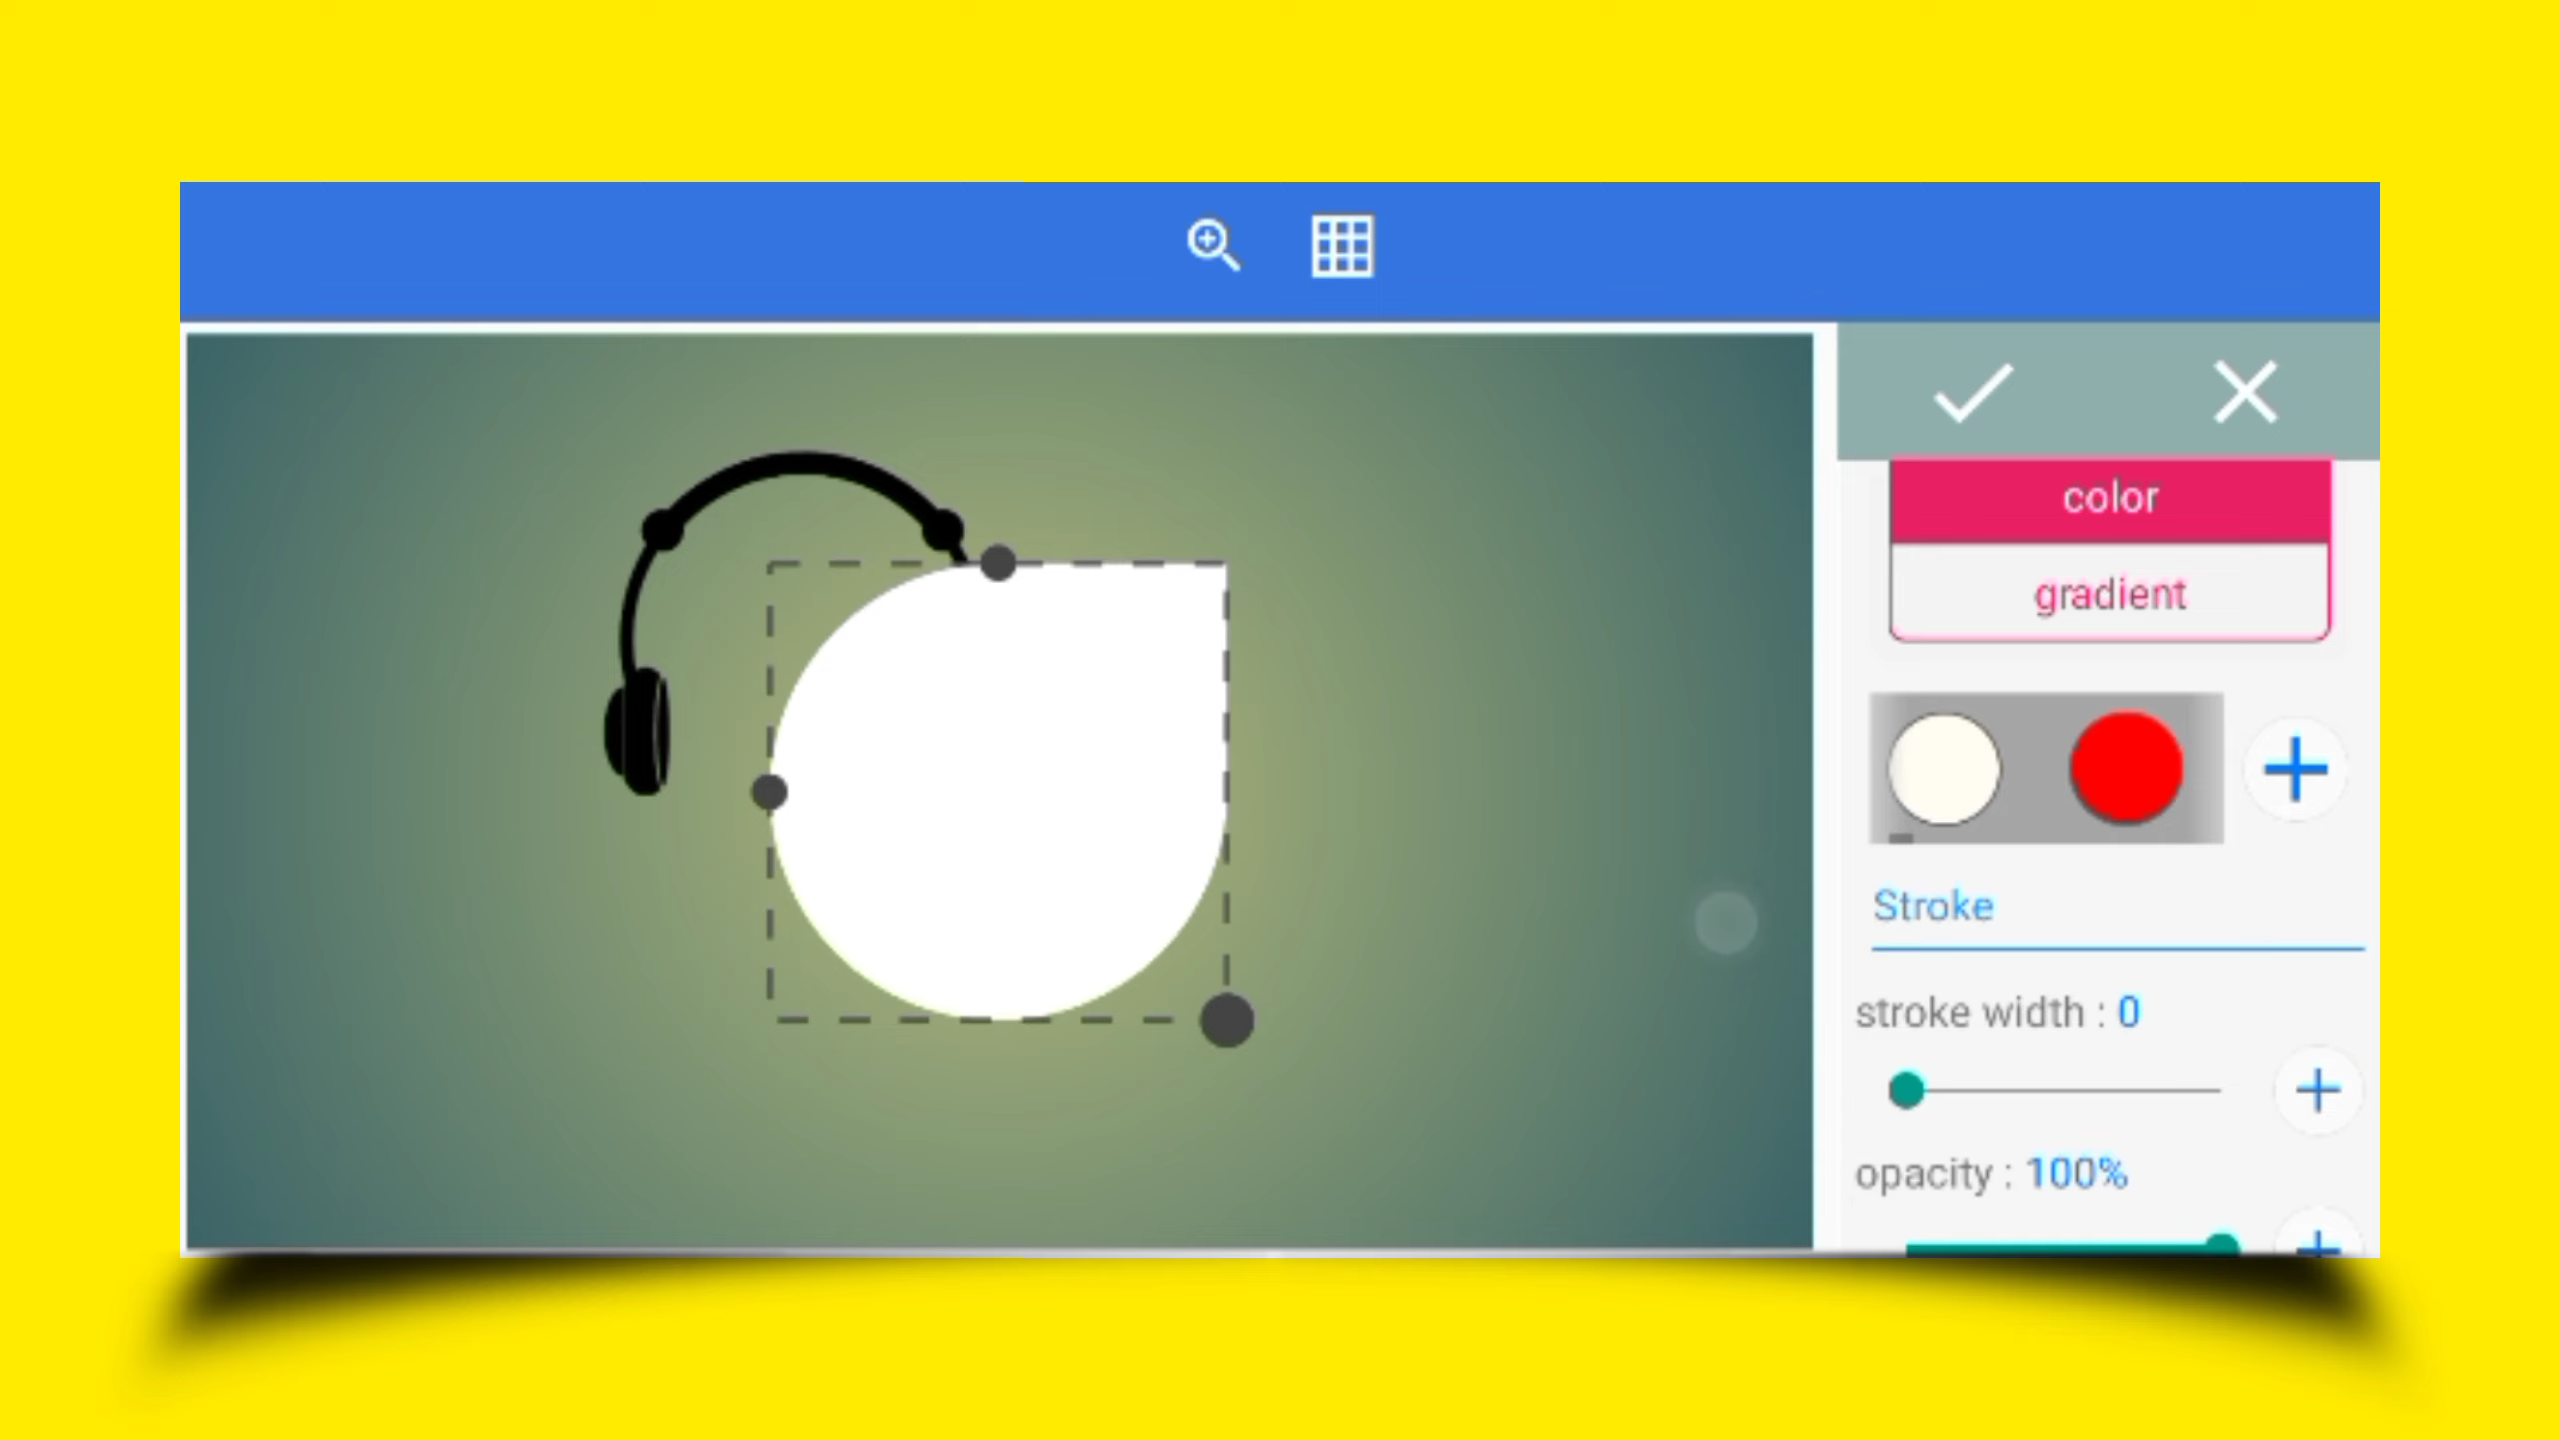 color
gradient
Stroke
stroke width : 0
opacity : 100%